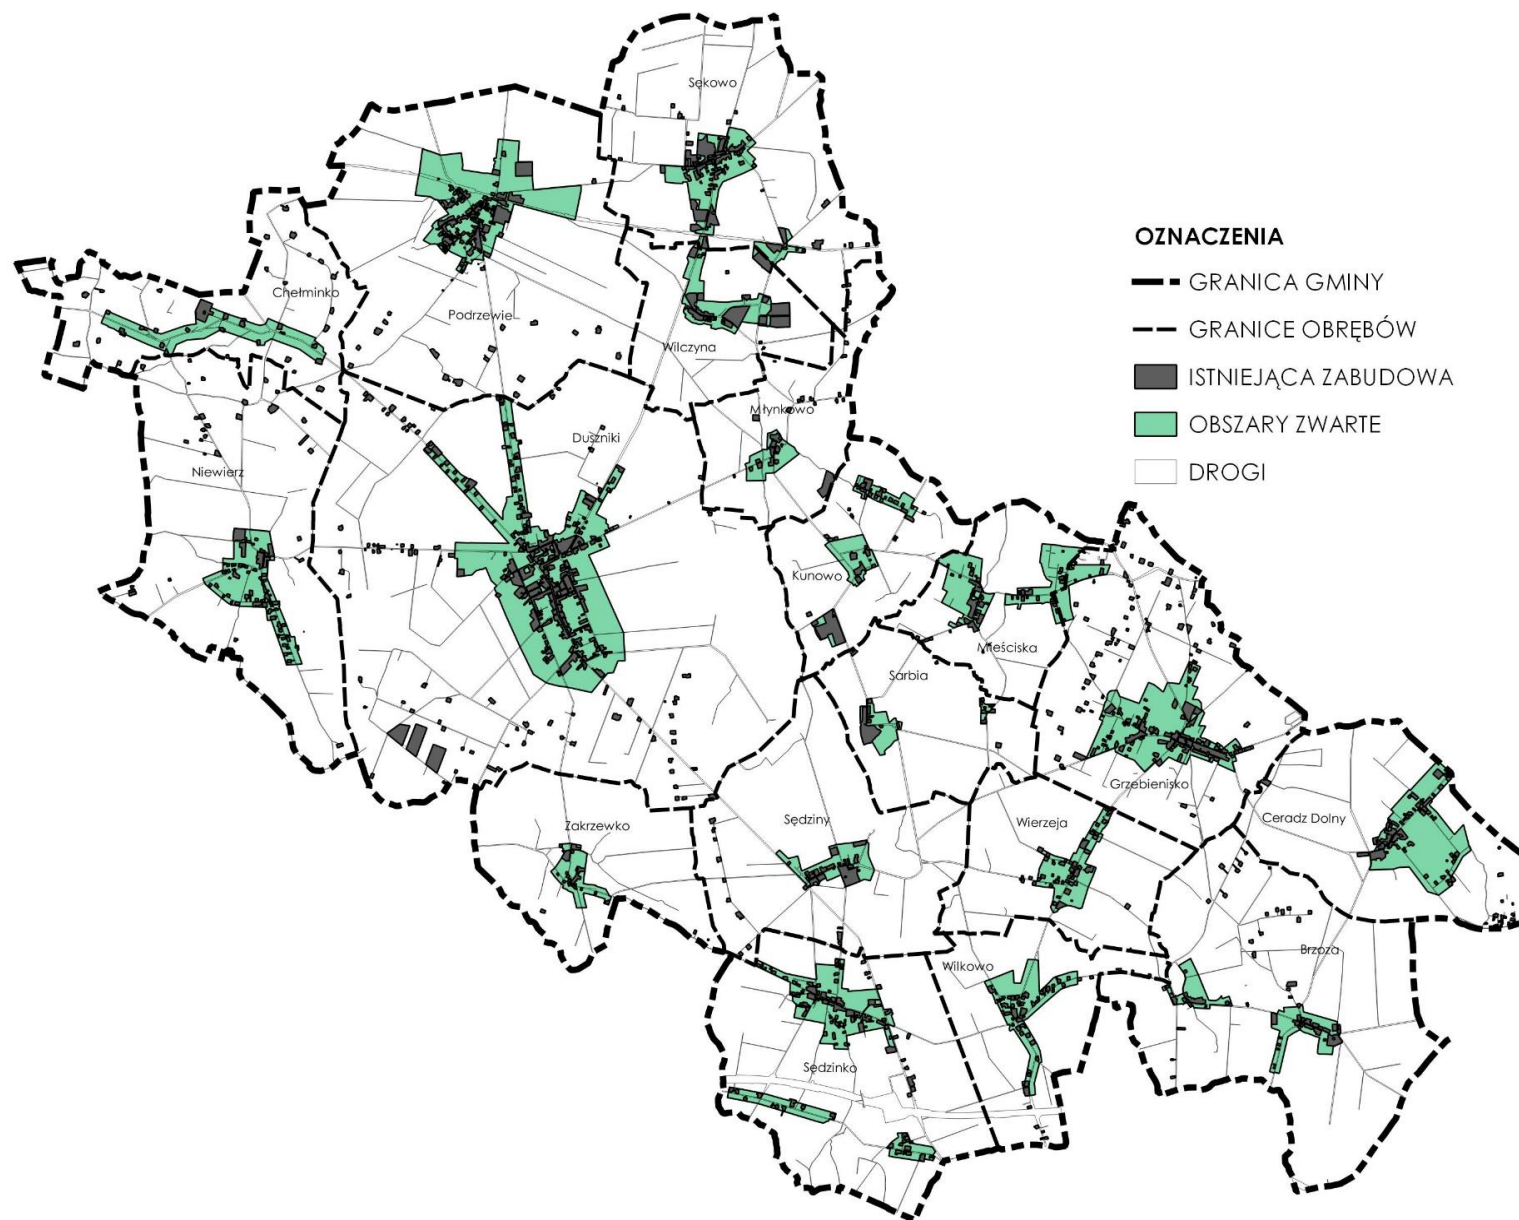 Sękowo
OZNACZENIA
GRANICA GMINY
Chełminko
Podrzewie
GRANICE OBRĘBÓW
Wilczyna
ISTNIEJĄCA ZABUDOWA
Młynkowo
OBSZARY ZWARTE
Duszniki
Niewierz
DROGI
Kunowo
Mieściska
Sarbia
Grzebienisko
Ceradz Dolny
Zakrzewko
Sędziny
Wierzeja
Brzoza
Wilkowo
Sędzinko